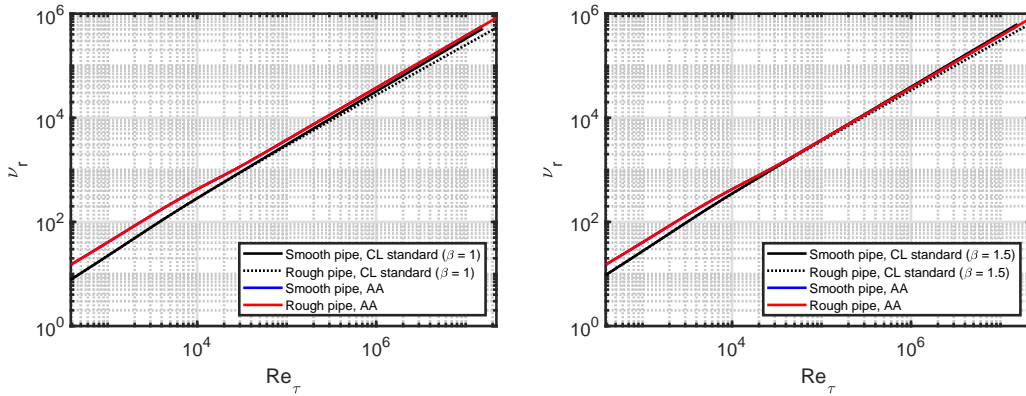 10^6
10^4
10^2
10^0
ν_r
10^4
10^6
Re_τ
Smooth pipe, CL standard (β = 1)
Rough pipe, CL standard (β = 1)
Smooth pipe, AA
Rough pipe, AA
10^6
10^4
10^2
10^0
ν_r
10^4
10^6
Re_τ
Smooth pipe, CL standard (β = 1.5)
Rough pipe, CL standard (β = 1.5)
Smooth pipe, AA
Rough pipe, AA